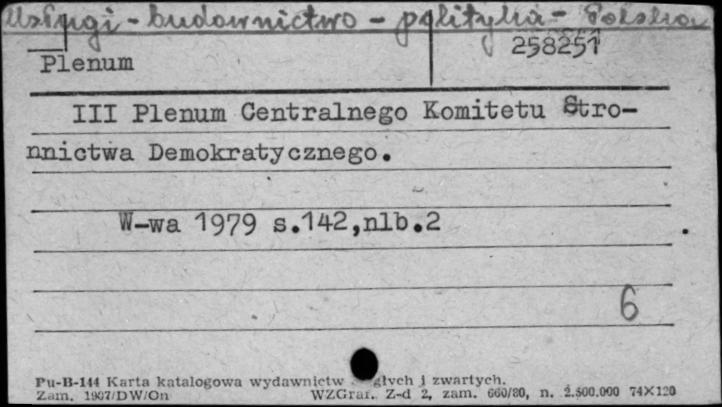 Usługi - budownictwo - polityka - Polska
258251
Plenum
III Plenum Centralnego Komitetu Stro-
nnictwa Demokratycznego.
W-wa 1979 s.142,nlb.2
6
Pu-B-144 Karta katalogowa wydawnictw głych i zwartych.
Zam. 1907/DW/On WZGraf. Z-d 2, zam. 660/80, n. 2.500.000 74×120